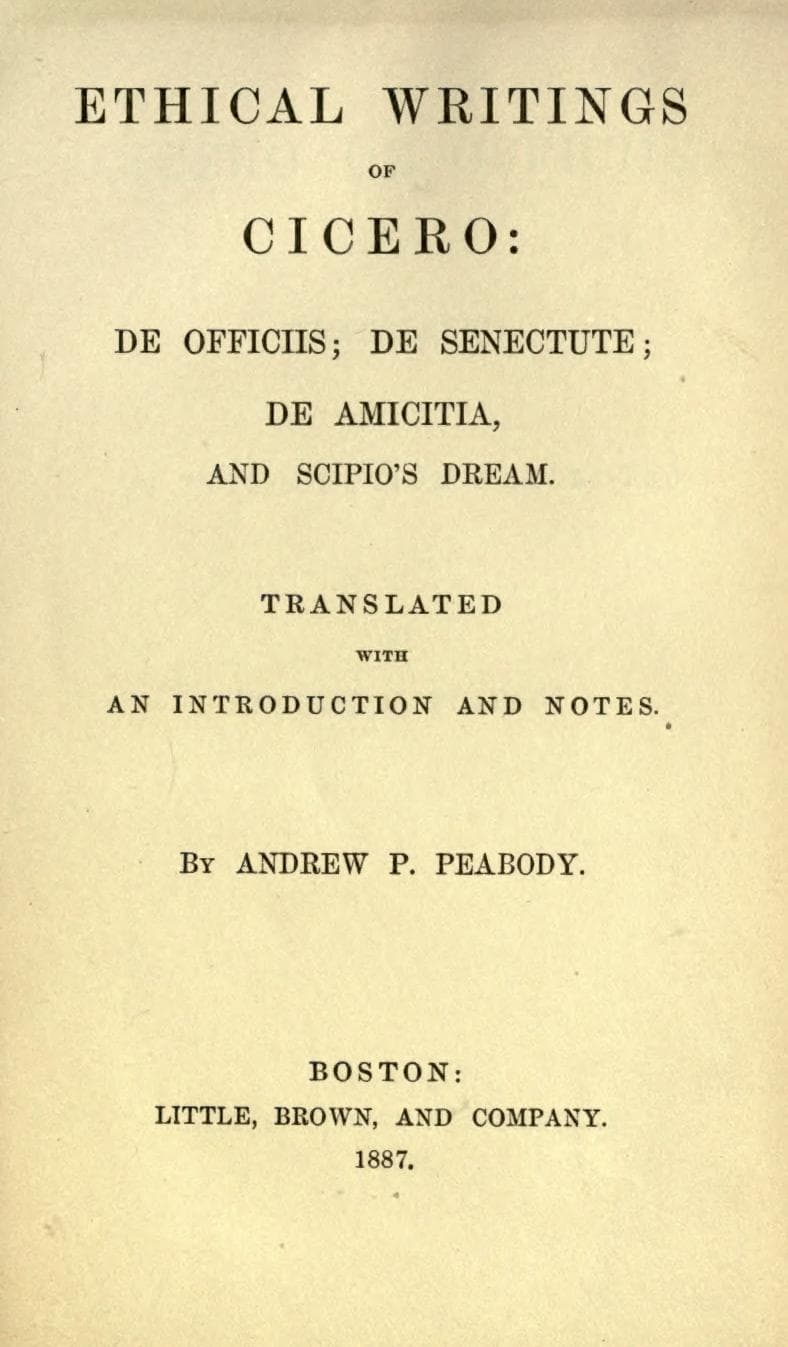 ETHICAL WRITINGS
OF
CICERO:
DE OFFICIIS; DE SENECTUTE;
DE AMICITIA,
AND SCIPIO'S DREAM.
TRANSLATED
WITH
AN INTRODUCTION AND NOTES.
By ANDREW P. PEABODY.
BOSTON:
LITTLE, BROWN, AND COMPANY.
1887.